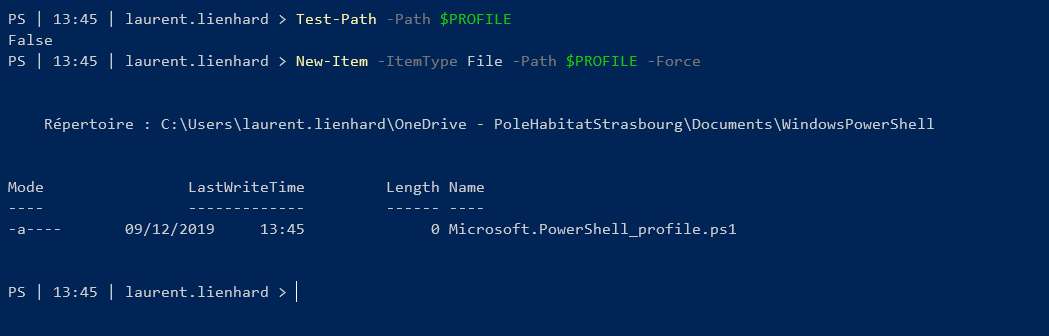 PS | 13:45 | laurent.lienhard > Test-Path -Path $PROFILE
False
PS | 13:45 | laurent.lienhard > New-Item -ItemType File -Path $PROFILE -Force
Répertoire : C:\Users\laurent.lienhard\OneDrive - PoleHabitatStrasbourg\Documents\WindowsPowerShell
Mode LastWriteTime Length Name
---- ------------- ------ ----
-a---- 09/12/2019 13:45 0 Microsoft.PowerShell_profile.ps1
PS | 13:45 | laurent.lienhard >